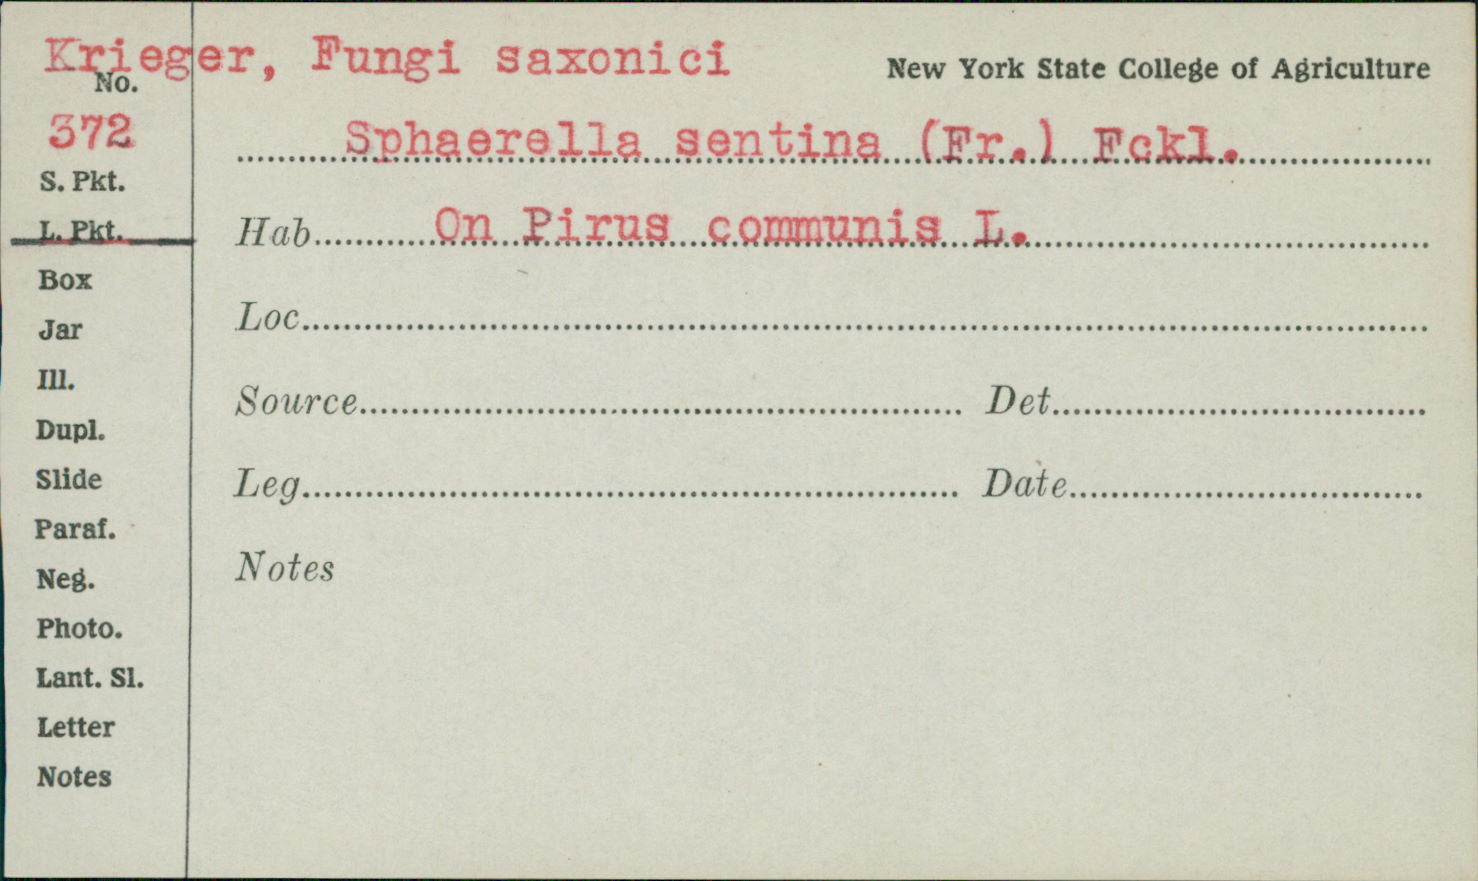 Krieger, Fungi saxonici
New York State College of Agriculture
No.
372
Sphaerella sentina (Fr.) Fckl.
S. Pkt.
L. Pkt.
Hab. On Pirus communis L.
Box
Loc.
Jar
Ill.
Source Det.
Dupl.
Slide
Leg. Date
Paraf.
Notes
Neg.
Photo.
Lant. Sl.
Letter
Notes